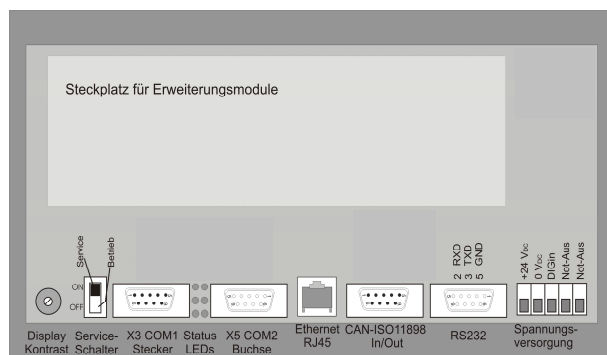 Steckplatz für Erweiterungsmodule
Service
Betrieb
ON
OFF
2 RXD
3 TXD
5 GND
+24 VDC
0 VDC
DIGin
Not-Aus
Not-Aus
Display Kontrast
Service-Schalter
X3 COM1 Stecker
Status LEDs
X5 COM2 Buchse
Ethernet RJ45
CAN-ISO11898 In/Out
RS232
Spannungs-
versorgung